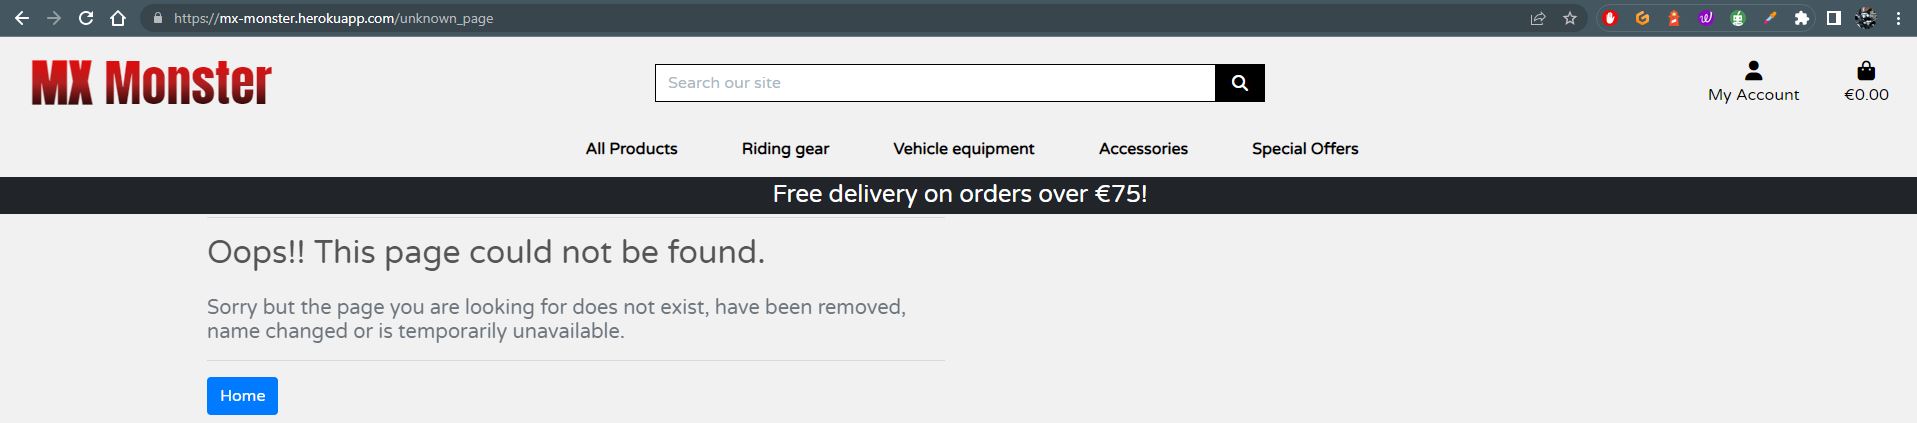 https://mx-monster.herokuapp.com/unknown_page
MX Monster
Search our site
My Account
€0.00
All Products
Riding gear
Vehicle equipment
Accessories
Special Offers
Free delivery on orders over €75!
Oops!! This page could not be found.
Sorry but the page you are looking for does not exist, have been removed,
name changed or is temporarily unavailable.
Home